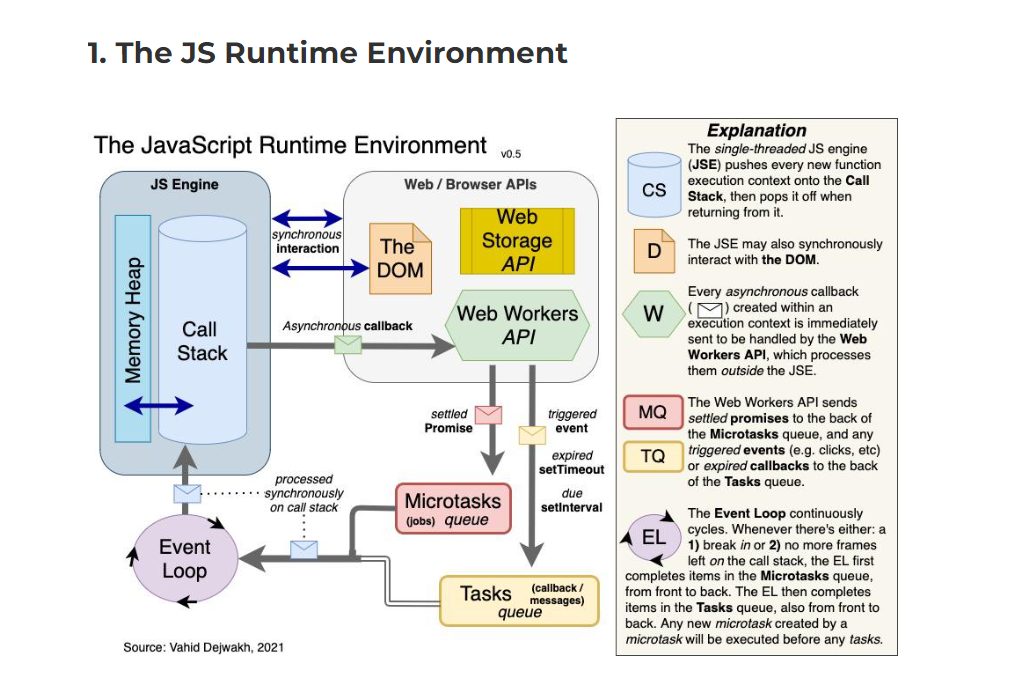 1. The JS Runtime Environment
The JavaScript Runtime Environment v0.5
JS Engine
Memory Heap
Call
Stack
synchronous
interaction
Web / Browser APIs
The
DOM
Web
Storage
API
Asynchronous callback
Web Workers
API
settled
Promise
triggered
event
expired
setTimeout
due
setInterval
processed
synchronously
on call stack
Microtasks
(jobs) queue
Event
Loop
Tasks (callback /
messages)
queue
Source: Vahid Dejwakh, 2021
Explanation
CS
The single-threaded JS engine
(JSE) pushes every new function
execution context onto the Call
Stack, then pops it off when
returning from it.
D
The JSE may also synchronously
interact with the DOM.
W
Every asynchronous callback
( ) created within an
execution context is immediately
sent to be handled by the Web
Workers API, which processes
them outside the JSE.
MQ
TQ
The Web Workers API sends
settled promises to the back of
the Microtasks queue, and any
triggered events (e.g. clicks, etc)
or expired callbacks to the back
of the Tasks queue.
EL
The Event Loop continuously
cycles. Whenever there's either: a
1) break in or 2) no more frames
left on the call stack, the EL first
completes items in the Microtasks queue,
from front to back. The EL then completes
items in the Tasks queue, also from front to
back. Any new microtask created by a
microtask will be executed before any tasks.